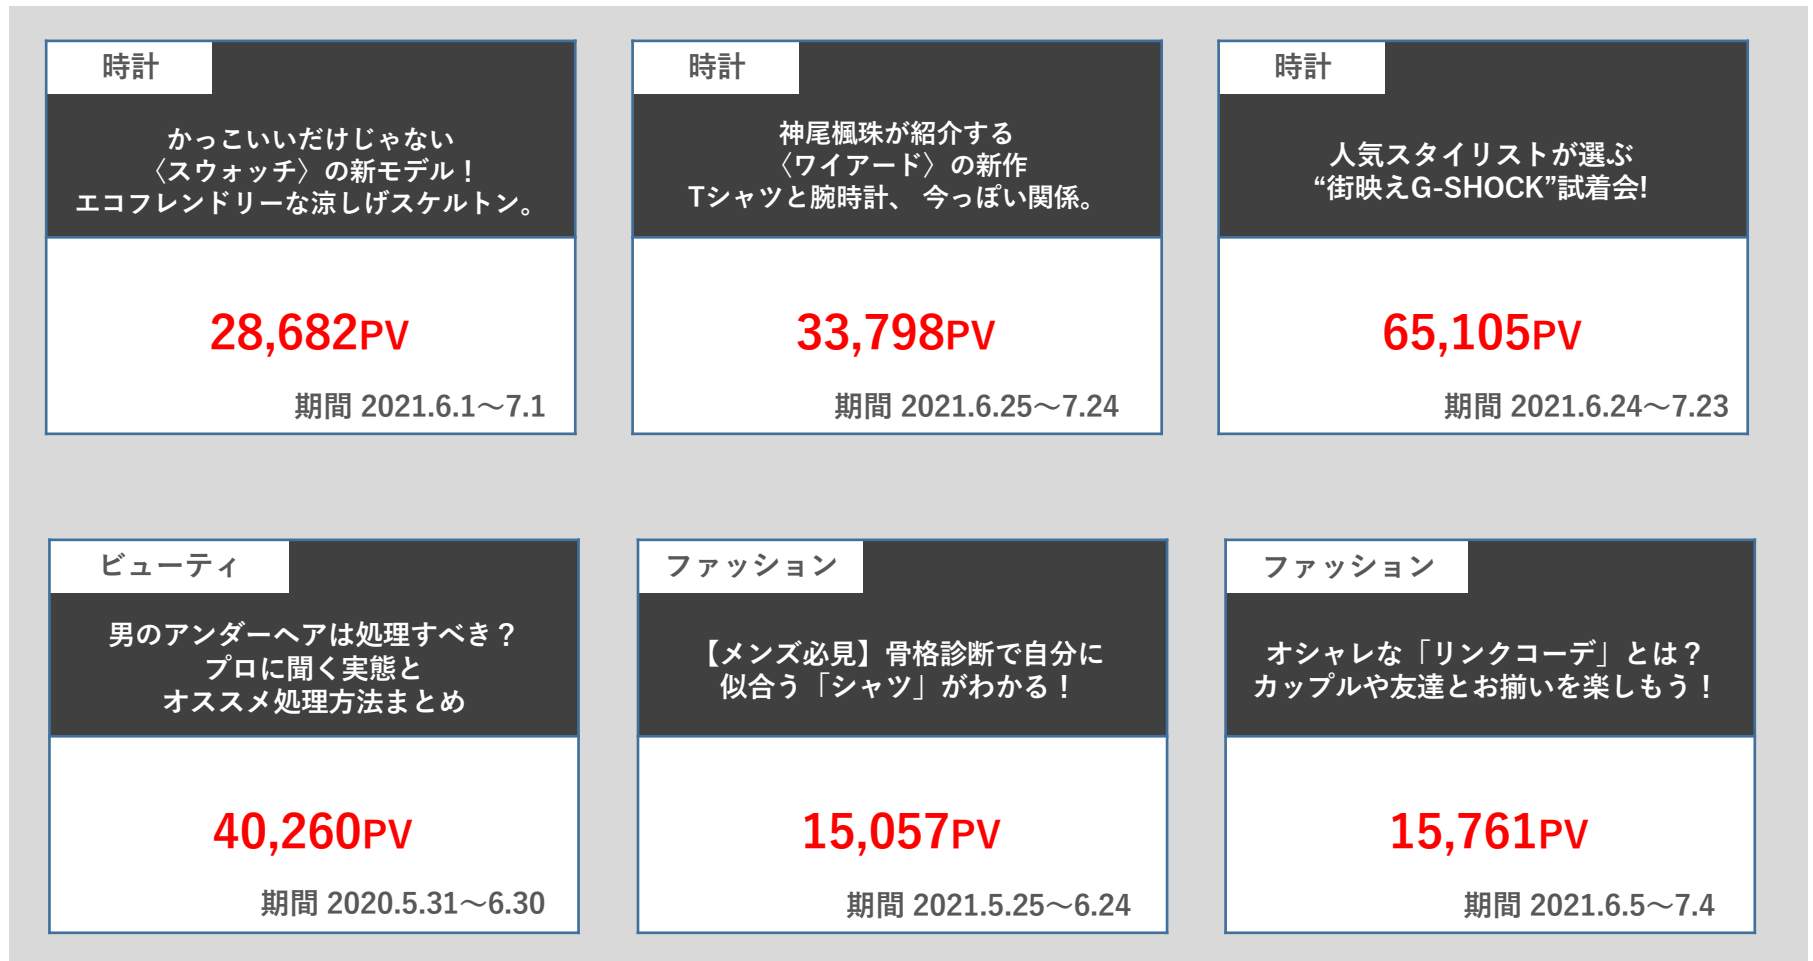 時計
かっこいいだけじゃない
〈スウォッチ〉の新モデル！
エコフレンドリーな涼しげスケルトン。
28,682PV
期間 2021.6.1～7.1
時計
神尾楓珠が紹介する
〈ワイアード〉の新作
Tシャツと腕時計、 今っぽい関係。
33,798PV
期間 2021.6.25～7.24
時計
人気スタイリストが選ぶ
“街映えG-SHOCK”試着会!
65,105PV
期間 2021.6.24～7.23
ビューティ
男のアンダーヘアは処理すべき？
プロに聞く実態と
オススメ処理方法まとめ
40,260PV
期間 2020.5.31～6.30
ファッション
【メンズ必見】骨格診断で自分に
似合う「シャツ」がわかる！
15,057PV
期間 2021.5.25～6.24
ファッション
オシャレな「リンクコーデ」とは？
カップルや友達とお揃いを楽しもう！
15,761PV
期間 2021.6.5～7.4